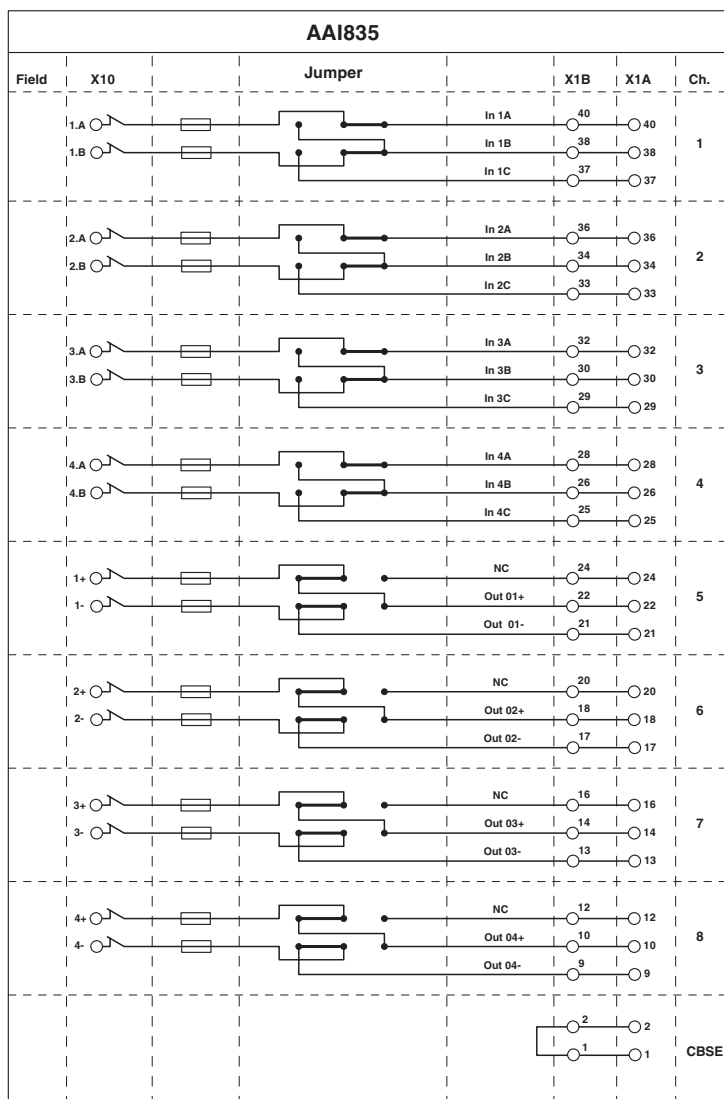 AAI835
Field X10 Jumper X1B X1A Ch.
1.A In 1A 40 40
1.B In 1B 38 38 1
In 1C 37 37
2.A In 2A 36 36
2.B In 2B 34 34 2
In 2C 33 33
3.A In 3A 32 32
3.B In 3B 30 30 3
In 3C 29 29
4.A In 4A 28 28
4.B In 4B 26 26 4
In 4C 25 25
1+ NC 24 24
1- Out 01+ 22 22 5
Out 01- 21 21
2+ NC 20 20
2- Out 02+ 18 18 6
Out 02- 17 17
3+ NC 16 16
3- Out 03+ 14 14 7
Out 03- 13 13
4+ NC 12 12
4- Out 04+ 10 10 8
Out 04- 9 9
2 2
1 1 CBSE